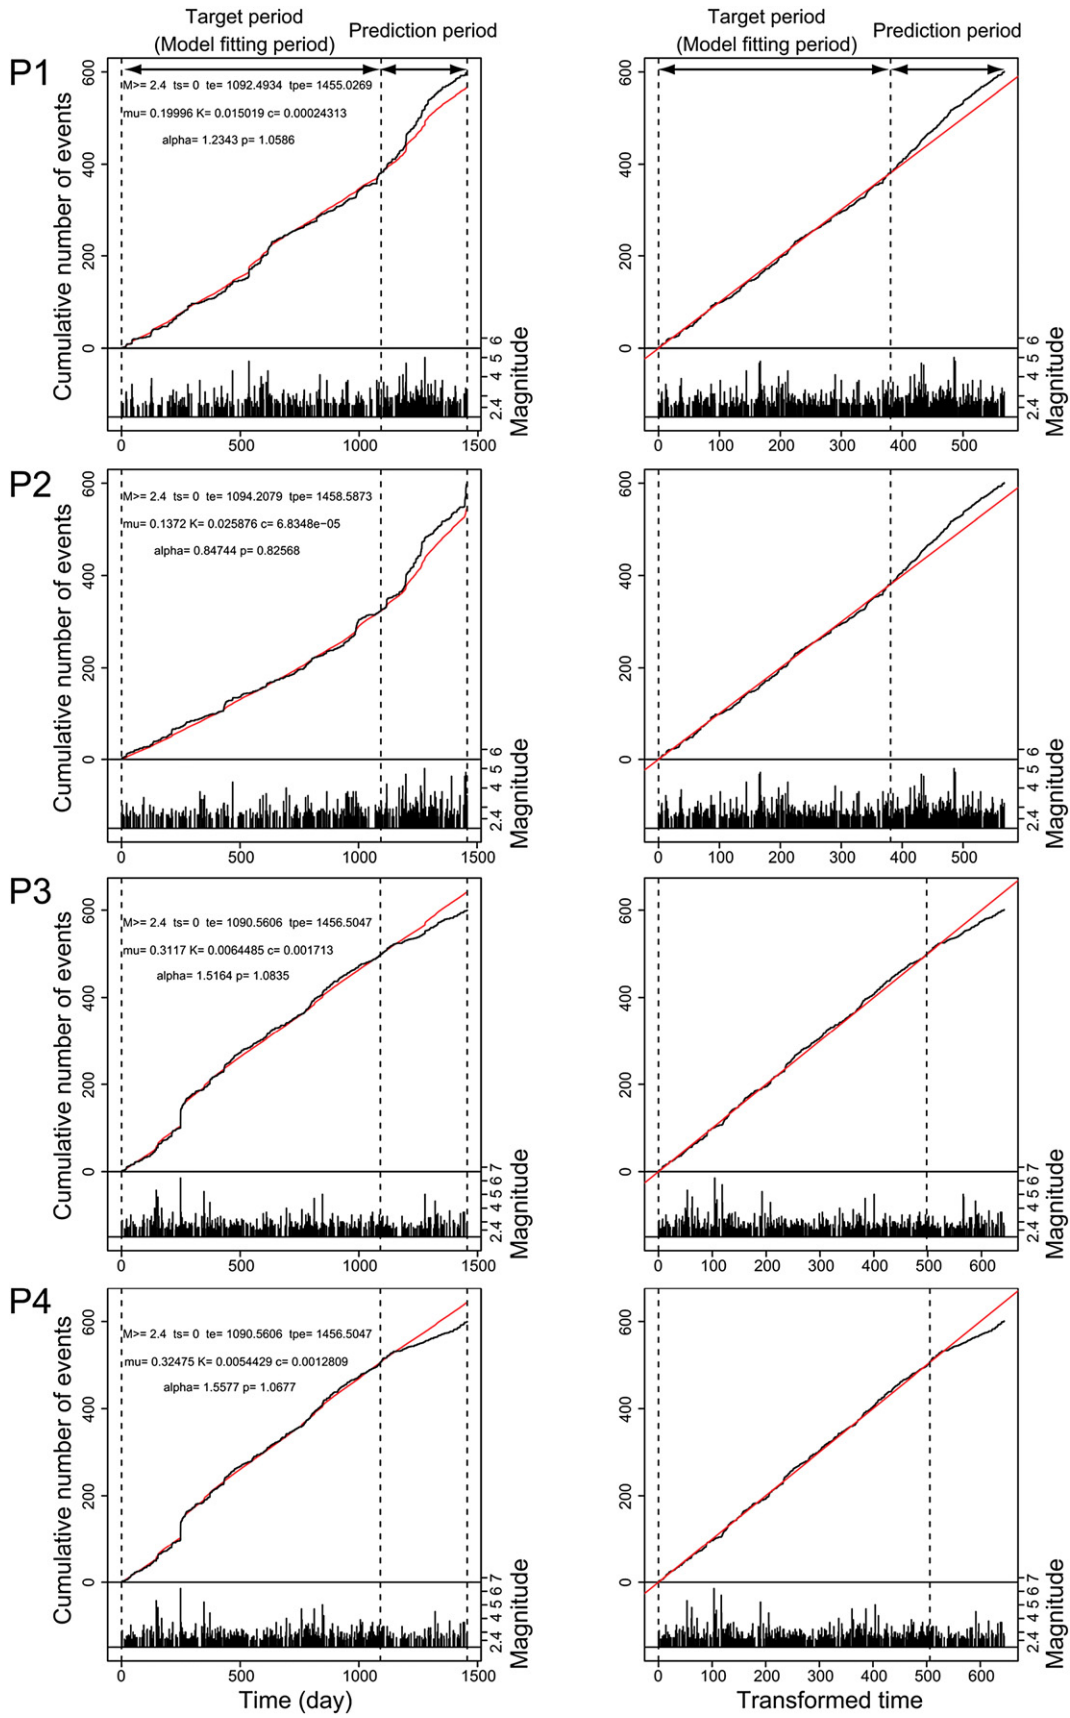 Target period
(Model fitting period)
Prediction period
Target period
(Model fitting period)
Prediction period
P1
M>= 2.4 ts= 0 te= 1092.4934 tpe= 1455.0269
mu= 0.19996 K= 0.015019 c= 0.00024313
alpha= 1.2343 p= 1.0586
Cumulative number of events
0 200 400 600
2.4 4 5 6
Magnitude
0 500 1000 1500
Cumulative number of events
0 200 400 600
2.4 4 5 6
Magnitude
0 100 200 300 400 500
P2
M>= 2.4 ts= 0 te= 1094.2079 tpe= 1458.5873
mu= 0.1372 K= 0.025876 c= 6.8348e−05
alpha= 0.84744 p= 0.82568
Cumulative number of events
0 200 400 600
2.4 4 5 6
Magnitude
0 500 1000 1500
0 200 400 600
2.4 4 5 6
Magnitude
0 100 200 300 400 500
P3
M>= 2.4 ts= 0 te= 1090.5606 tpe= 1456.5047
mu= 0.3117 K= 0.0064485 c= 0.001713
alpha= 1.5164 p= 1.0835
Cumulative number of events
0 200 400 600
2.4 4 5 6 7
Magnitude
0 500 1000 1500
0 200 400 600
2.4 4 5 6 7
Magnitude
0 100 200 300 400 500 600
P4
M>= 2.4 ts= 0 te= 1090.5606 tpe= 1456.5047
mu= 0.32475 K= 0.0054429 c= 0.0012809
alpha= 1.5577 p= 1.0677
Cumulative number of events
0 200 400 600
2.4 4 5 6 7
Magnitude
0 500 1000 1500
Time (day)
0 200 400 600
2.4 4 5 6 7
Magnitude
0 100 200 300 400 500 600
Transformed time